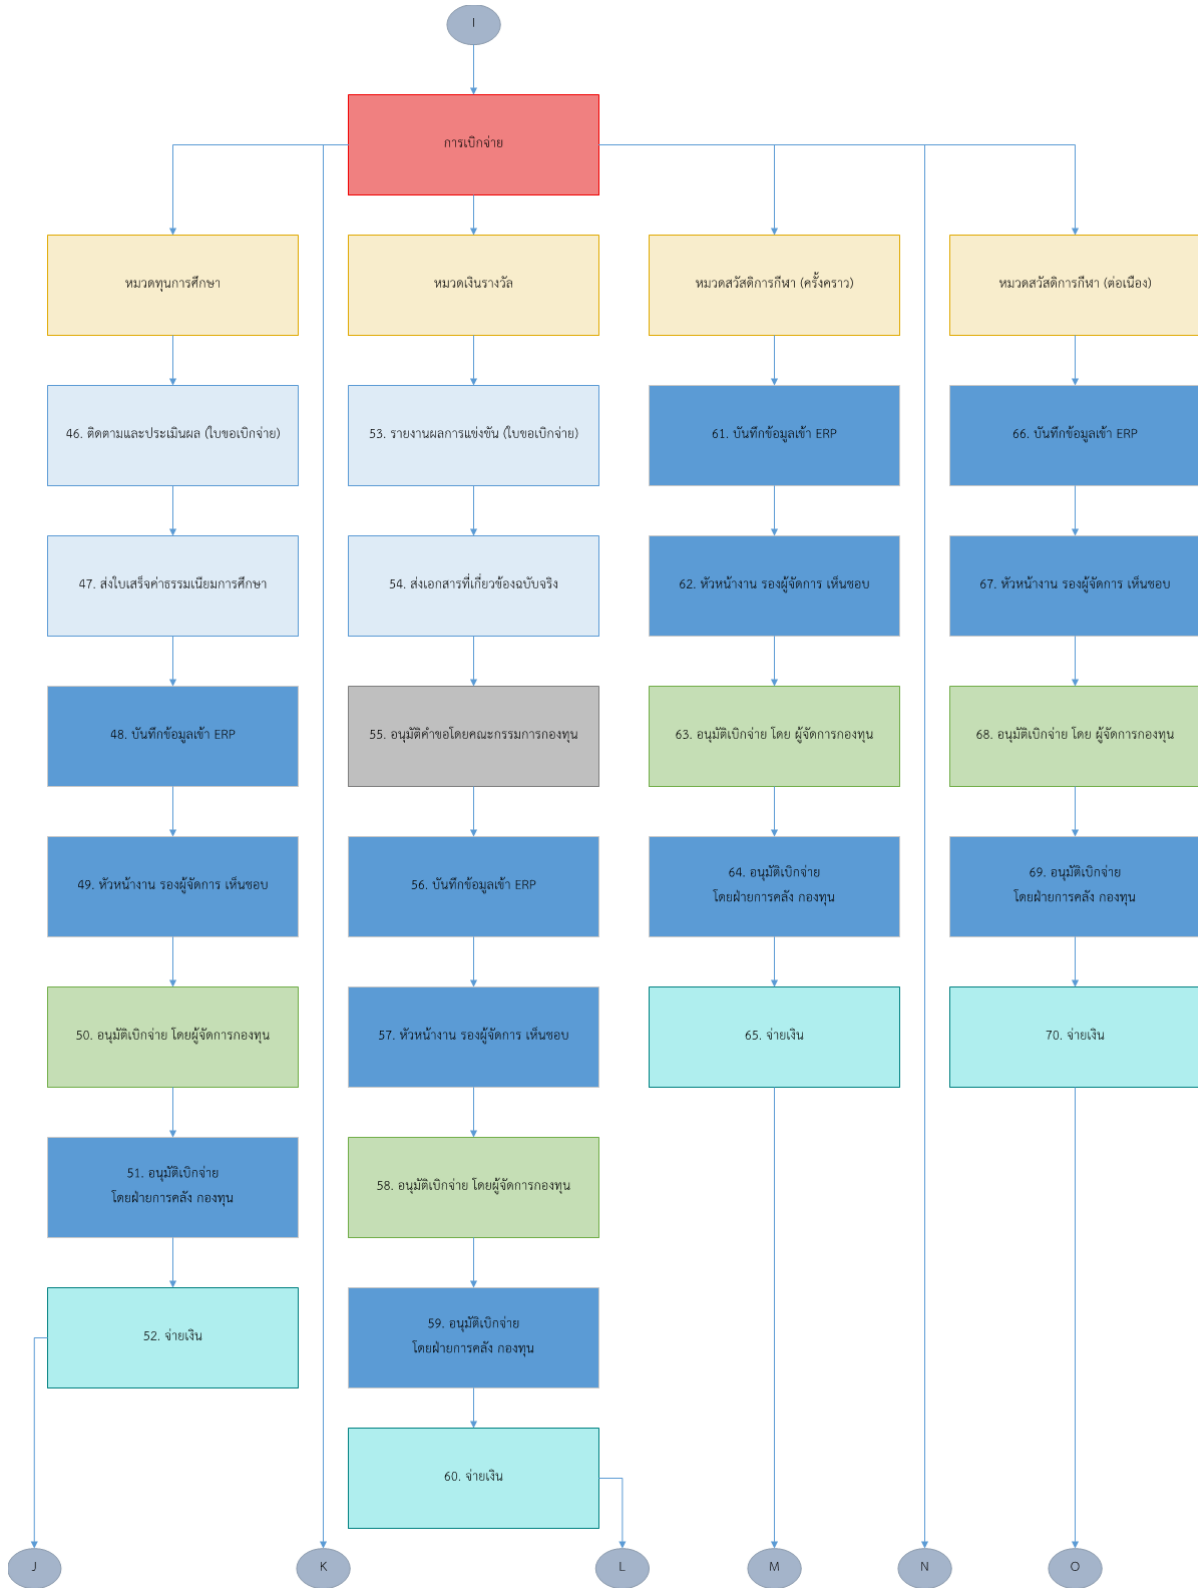 I
การเบิกจ่าย
หมวดทุนการศึกษา
หมวดเงินรางวัล
หมวดสวัสดิการกีฬา (ครั้งคราว)
หมวดสวัสดิการกีฬา (ต่อเนื่อง)
46. ติดตามและประเมินผล (ใบขอเบิกจ่าย)
53. รายงานผลการแข่งขัน (ใบขอเบิกจ่าย)
61. บันทึกข้อมูลเข้า ERP
66. บันทึกข้อมูลเข้า ERP
47. ส่งใบเสร็จค่าธรรมเนียมการศึกษา
54. ส่งเอกสารที่เกี่ยวข้องฉบับจริง
62. หัวหน้างาน รองผู้จัดการ เห็นชอบ
67. หัวหน้างาน รองผู้จัดการ เห็นชอบ
48. บันทึกข้อมูลเข้า ERP
55. อนุมัติคำขอโดยคณะกรรมการกองทุน
63. อนุมัติเบิกจ่าย โดย ผู้จัดการกองทุน
68. อนุมัติเบิกจ่าย โดย ผู้จัดการกองทุน
49. หัวหน้างาน รองผู้จัดการ เห็นชอบ
56. บันทึกข้อมูลเข้า ERP
64. อนุมัติเบิกจ่าย
โดยฝ่ายการคลัง กองทุน
69. อนุมัติเบิกจ่าย
โดยฝ่ายการคลัง กองทุน
50. อนุมัติเบิกจ่าย โดยผู้จัดการกองทุน
57. หัวหน้างาน รองผู้จัดการ เห็นชอบ
65. จ่ายเงิน
70. จ่ายเงิน
51. อนุมัติเบิกจ่าย
โดยฝ่ายการคลัง กองทุน
58. อนุมัติเบิกจ่าย โดยผู้จัดการกองทุน
52. จ่ายเงิน
59. อนุมัติเบิกจ่าย
โดยฝ่ายการคลัง กองทุน
60. จ่ายเงิน
J
K
L
M
N
O